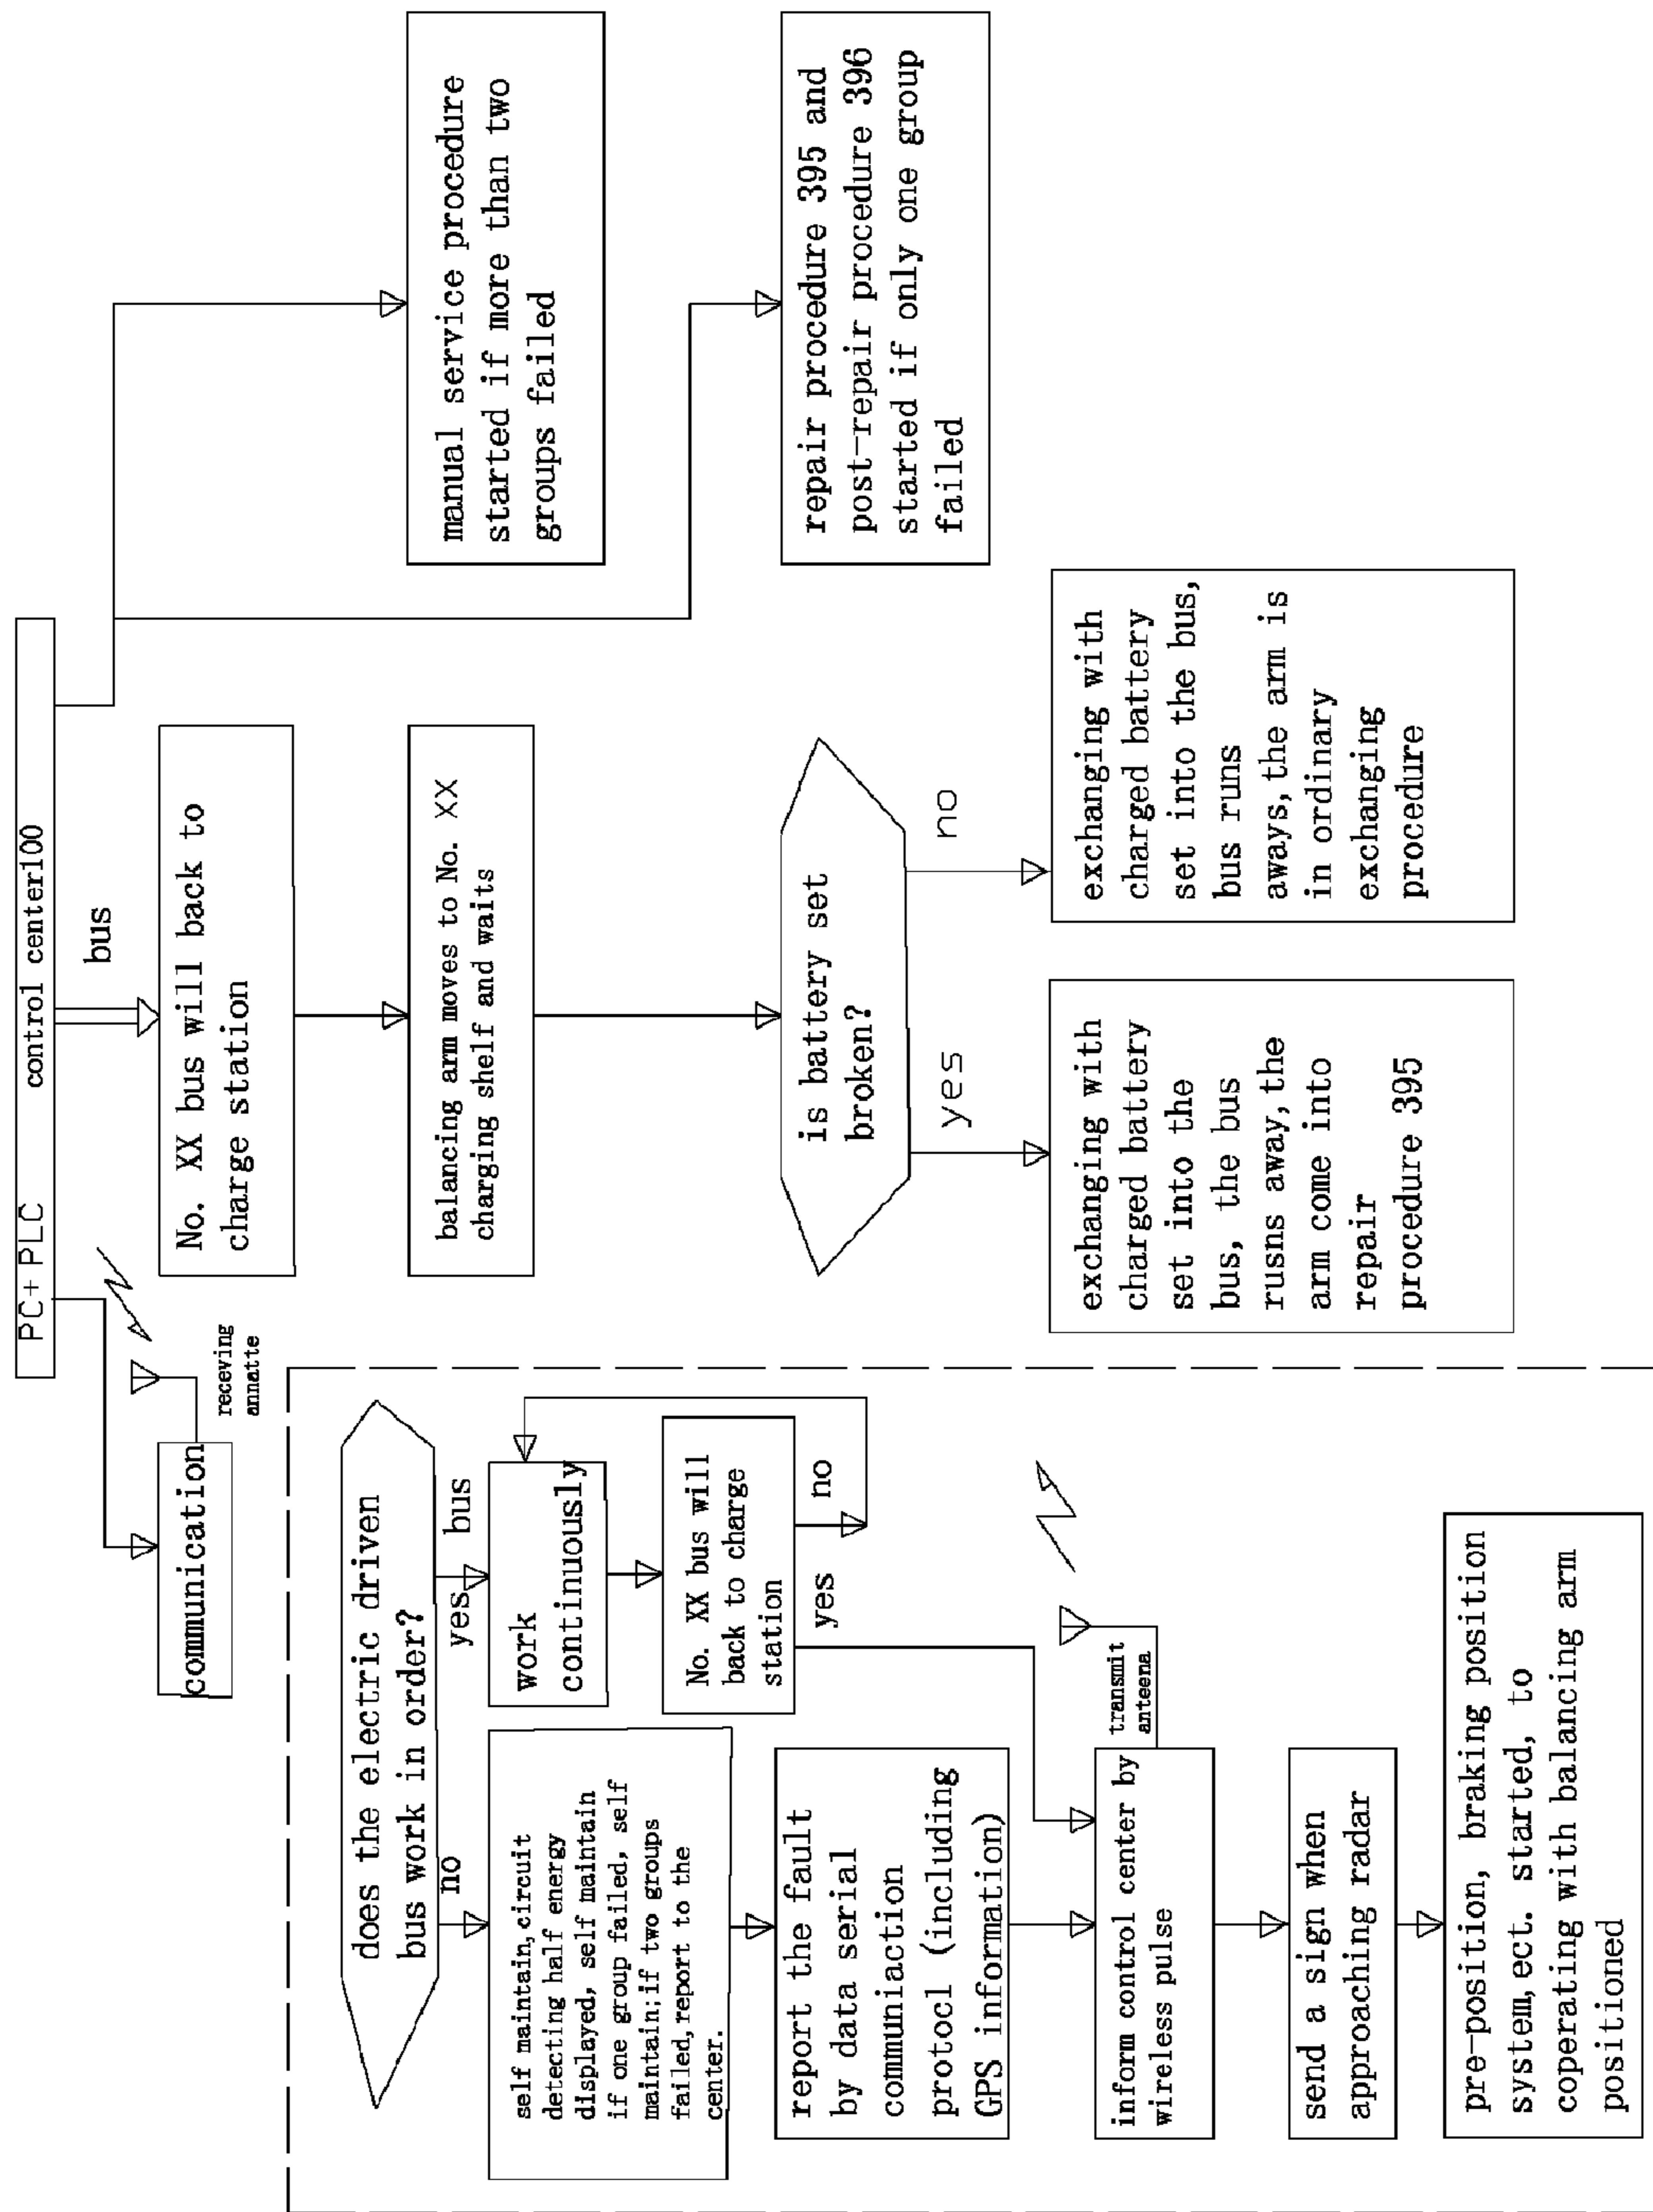 PC+ PLC control center100
communication
receving
annatte
bus
No. XX bus will back to
charge station
balancing arm moves to No. XX
charging shelf and waits
is battery set
broken?
yes
no
exchanging with
charged battery
set into the
bus, the bus
rusns away, the
arm come into
repair
procedure 395
exchanging with
charged battery
set into the bus,
bus runs
aways, the arm is
in ordinary
exchanging
procedure
manual service procedure
started if more than two
groups failed
repair procedure 395 and
post-repair procedure 396
started if only one group
failed
does the electric driven
bus work in order?
no
yes bus
self maintain, circuit
detecting half energy
displayed, self maintain
if one group failed, self
maintain; if two groups
failed, report to the
center.
work
continuously
No. XX bus will
back to charge
station
yes
no
report the fault
by data serial
communiaction
protocl (including
GPS information)
inform control center by
wireless pulse
transmit
anteena
send a sign when
approaching radar
pre-position, braking position
system, ect. started, to
coperating with balancing arm
positioned